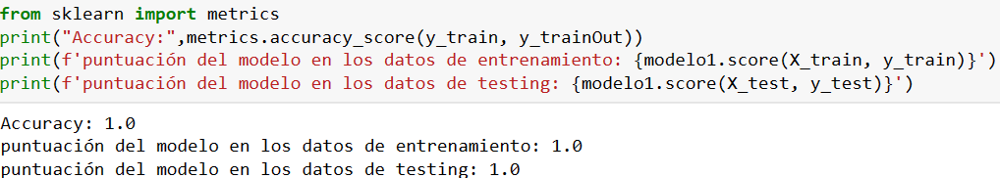 from sklearn import metrics
print("Accuracy:",metrics.accuracy_score(y_train, y_trainOut))
print(f'puntuación del modelo en los datos de entrenamiento: {modelo1.score(X_train, y_train)}')
print(f'puntuación del modelo en los datos de testing: {modelo1.score(X_test, y_test)}')
Accuracy: 1.0
puntuación del modelo en los datos de entrenamiento: 1.0
puntuación del modelo en los datos de testing: 1.0